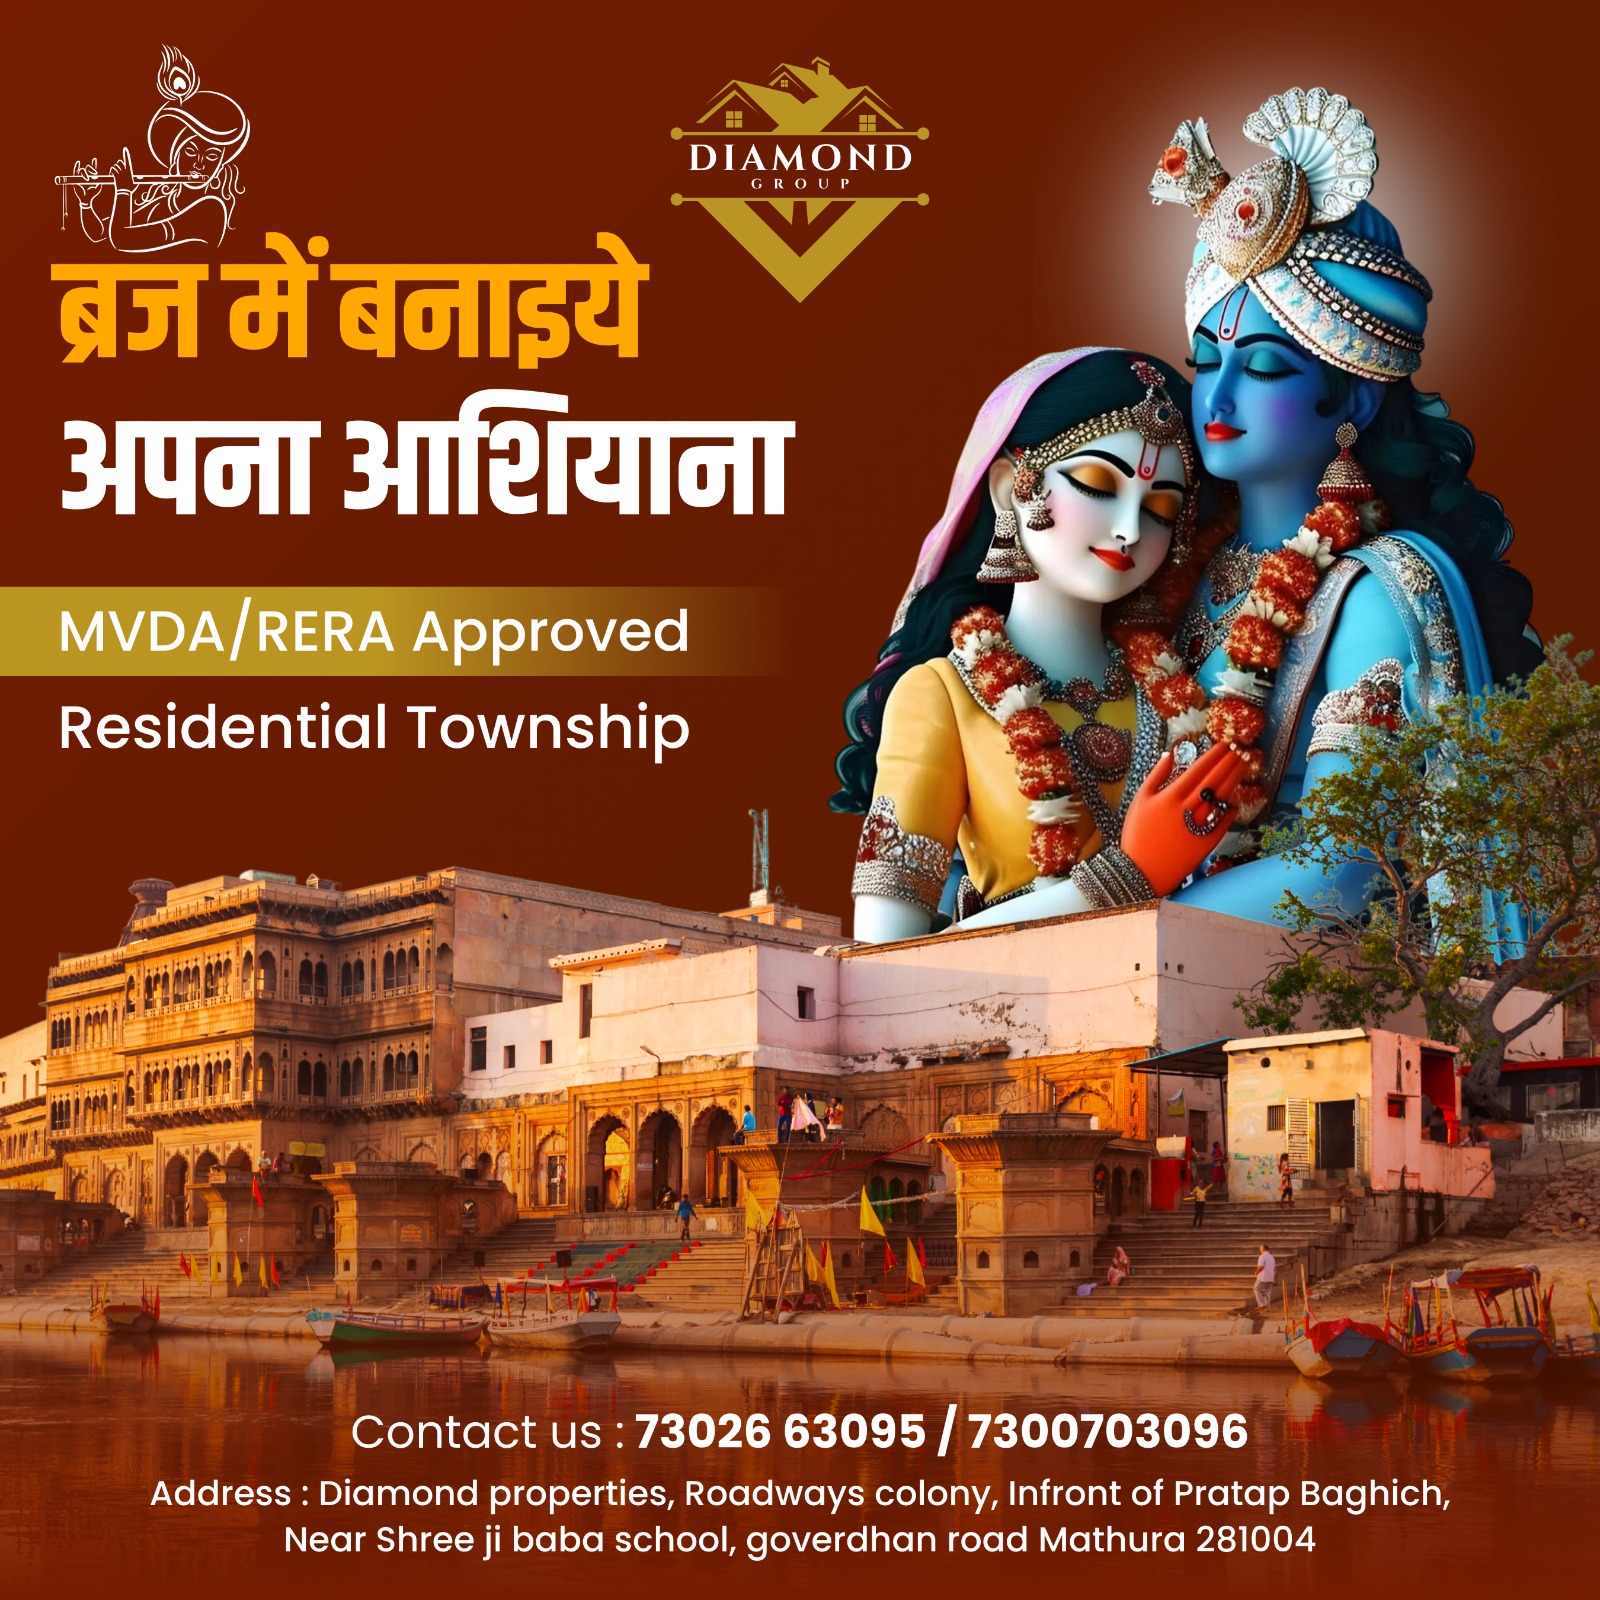 DIAMOND
GROUP
ब्रज में बनाइये
अपना आशियाना
MVDA/RERA Approved
Residential Township
Contact us : 73026 63095 / 7300703096
Address : Diamond properties, Roadways colony, Infront of Pratap Baghich,
Near Shree ji baba school, goverdhan road Mathura 281004